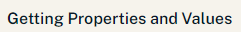 Getting Properties and Values